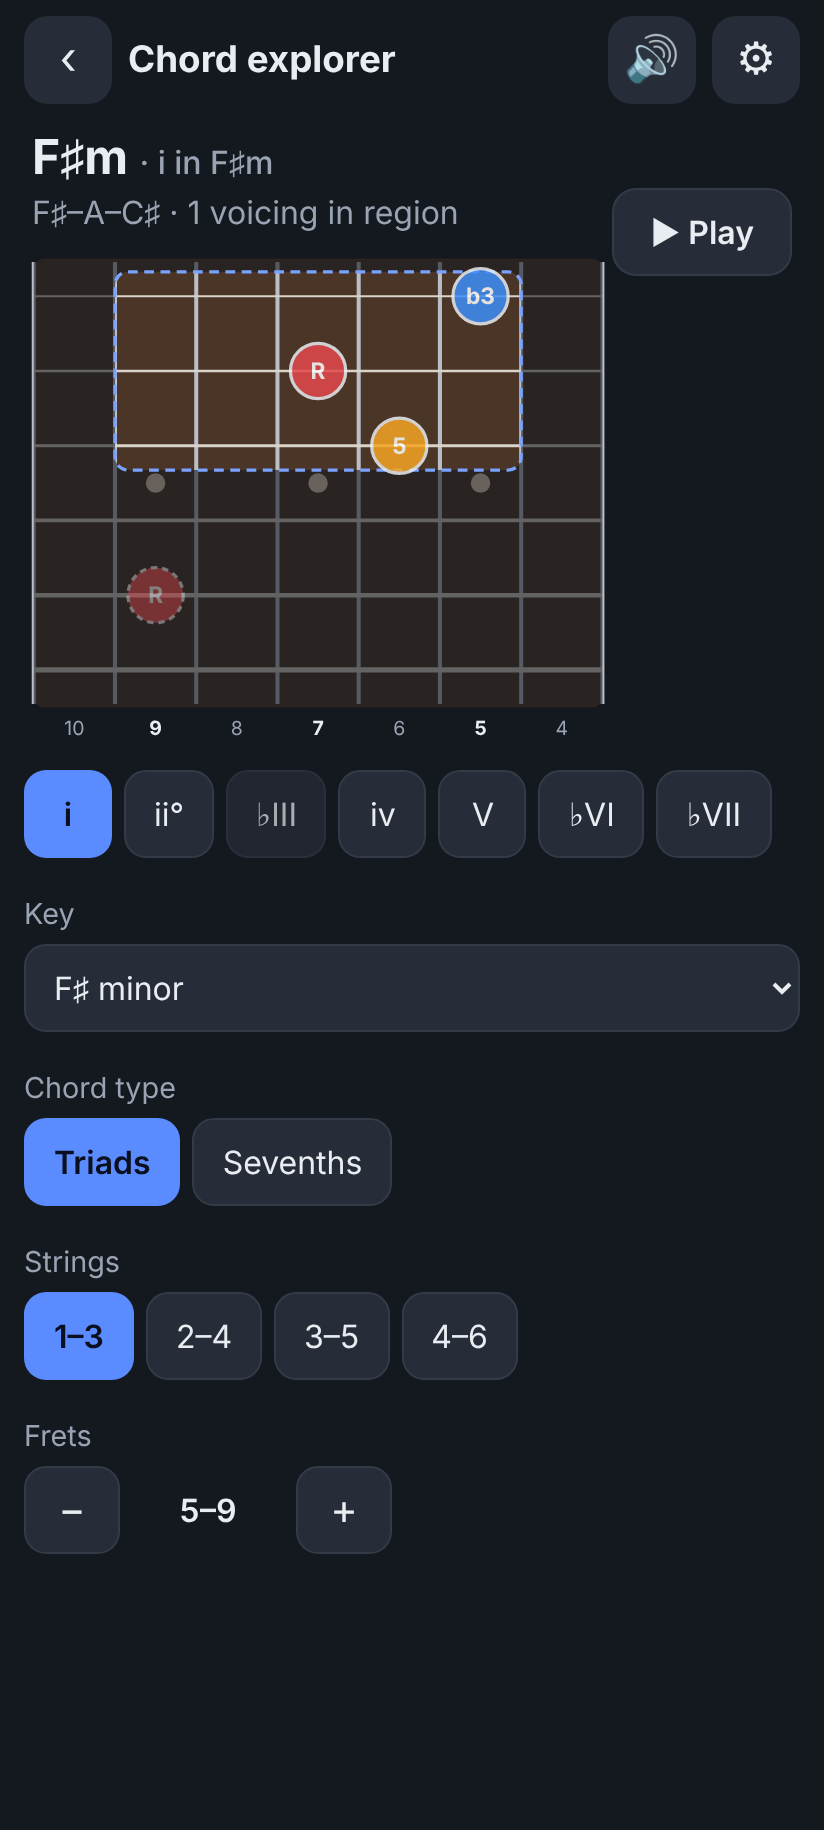 ‹ Chord explorer 🔊 ⚙
F♯m · i in F♯m
F♯–A–C♯ · 1 voicing in region
▶ Play
b3
R
5
R
10 9 8 7 6 5 4
i ii° ♭III iv V ♭VI ♭VII
Key
F♯ minor
Chord type
Triads Sevenths
Strings
1–3 2–4 3–5 4–6
Frets
− 5–9 +